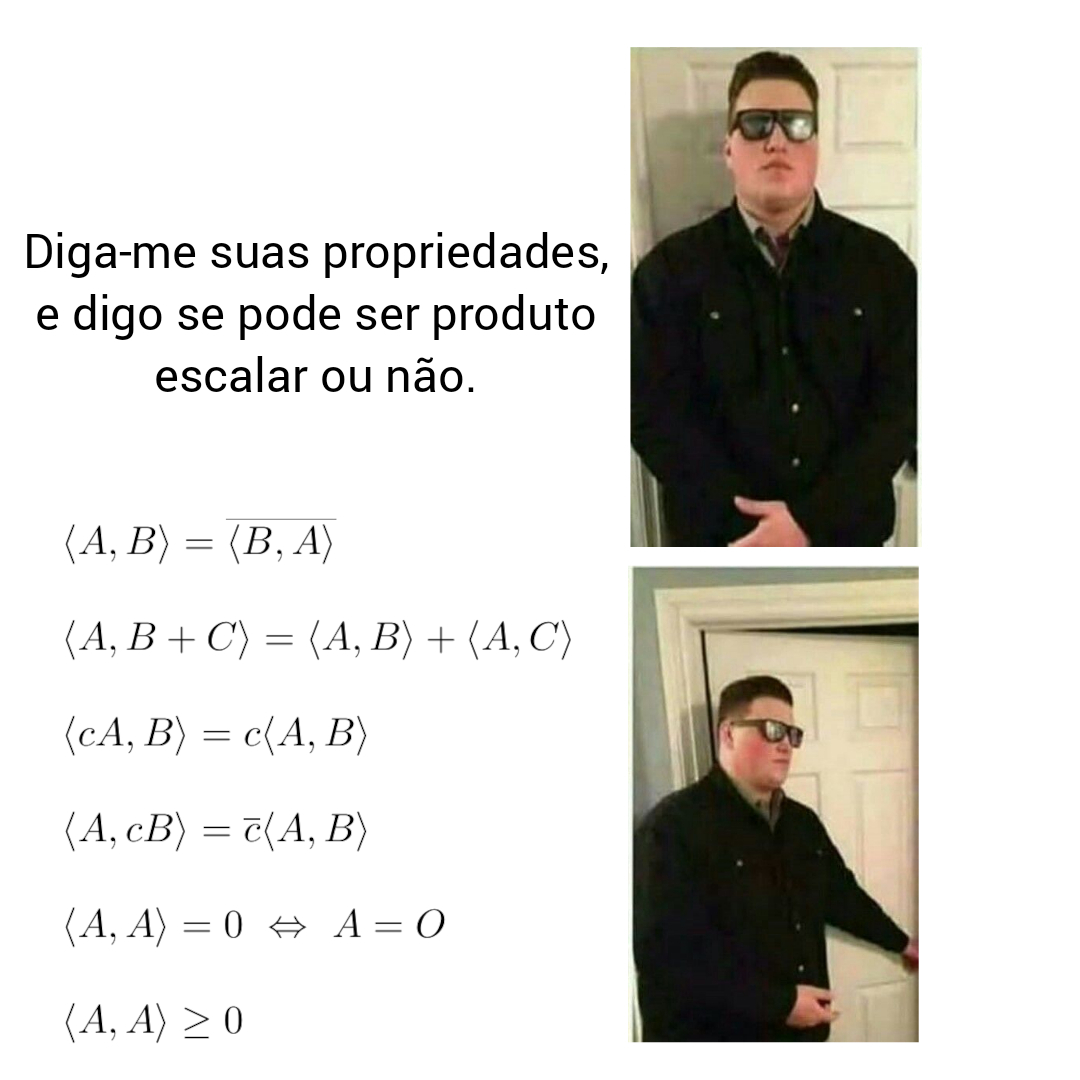 Diga-me suas propriedades,
e digo se pode ser produto
escalar ou não.
⟨A, B⟩ = \overline{⟨B, A⟩}
⟨A, B + C⟩ = ⟨A, B⟩ + ⟨A, C⟩
⟨cA, B⟩ = c⟨A, B⟩
⟨A, cB⟩ = c̅⟨A, B⟩
⟨A, A⟩ = 0 ⇔ A = O
⟨A, A⟩ ≥ 0